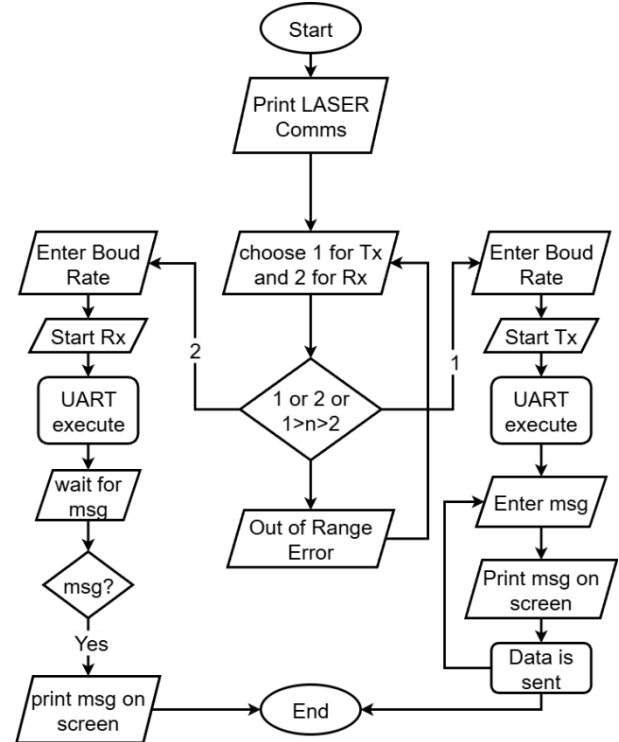 Start
Print LASER
Comms
choose 1 for Tx
and 2 for Rx
1 or 2 or
1>n>2
Out of Range
Error
2
Enter Boud
Rate
Start Rx
UART
execute
wait for
msg
msg?
Yes
print msg on
screen
1
Enter Boud
Rate
Start Tx
UART
execute
Enter msg
Print msg on
screen
Data is
sent
End